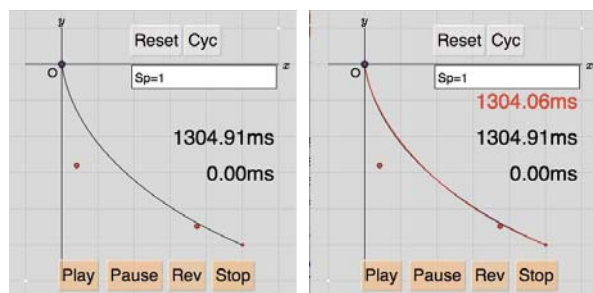 y
Reset Cyc
x
O
Sp=1
1304.91ms
0.00ms
Play Pause Rev Stop
y
Reset Cyc
x
O
Sp=1
1304.06ms
1304.91ms
0.00ms
Play Pause Rev Stop